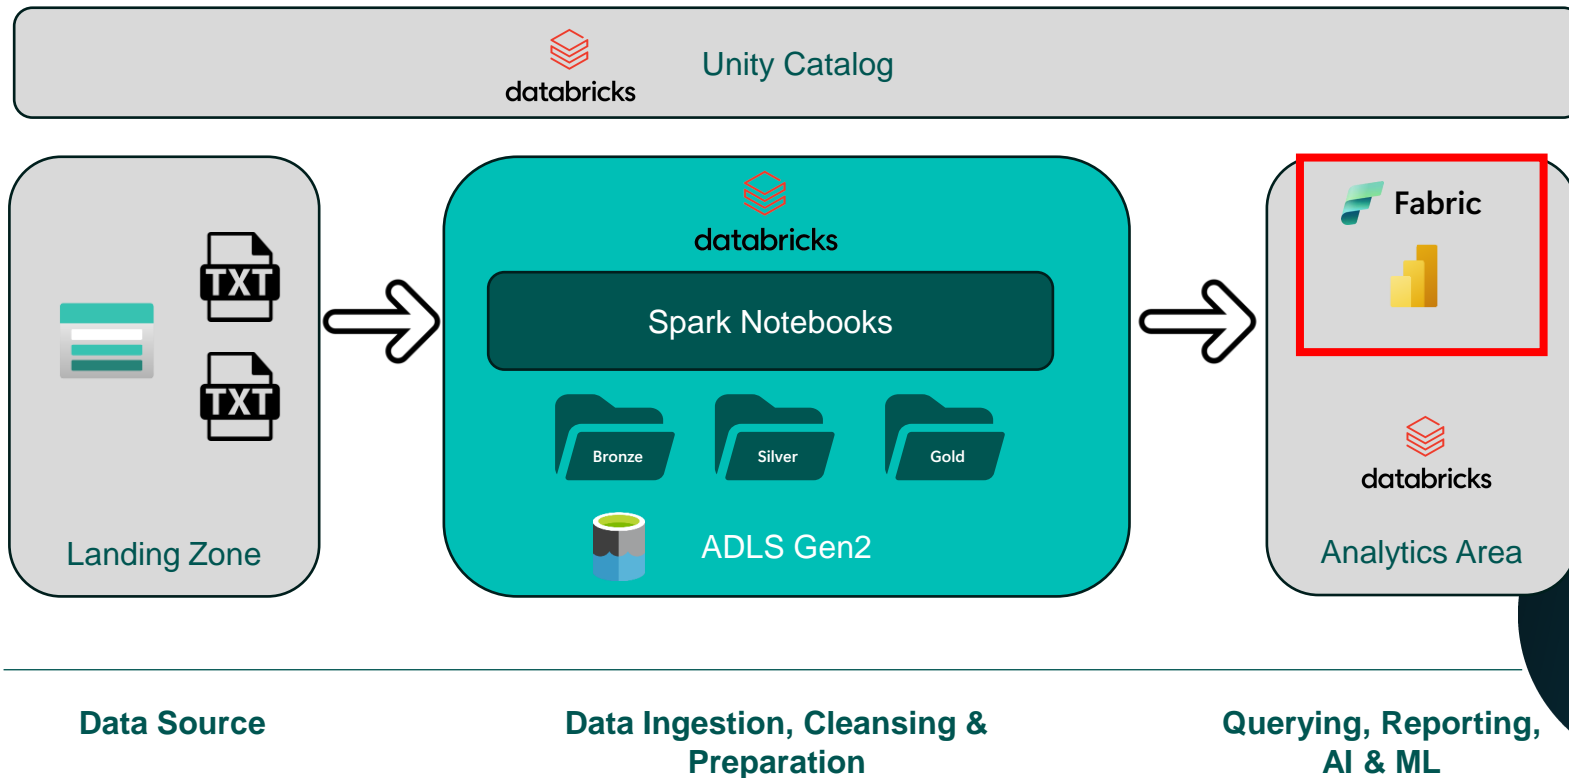 databricks
Unity Catalog
TXT
TXT
Landing Zone
databricks
Spark Notebooks
Bronze
Silver
Gold
ADLS Gen2
Fabric
databricks
Analytics Area
Data Source
Data Ingestion, Cleansing &
Preparation
Querying, Reporting,
AI & ML